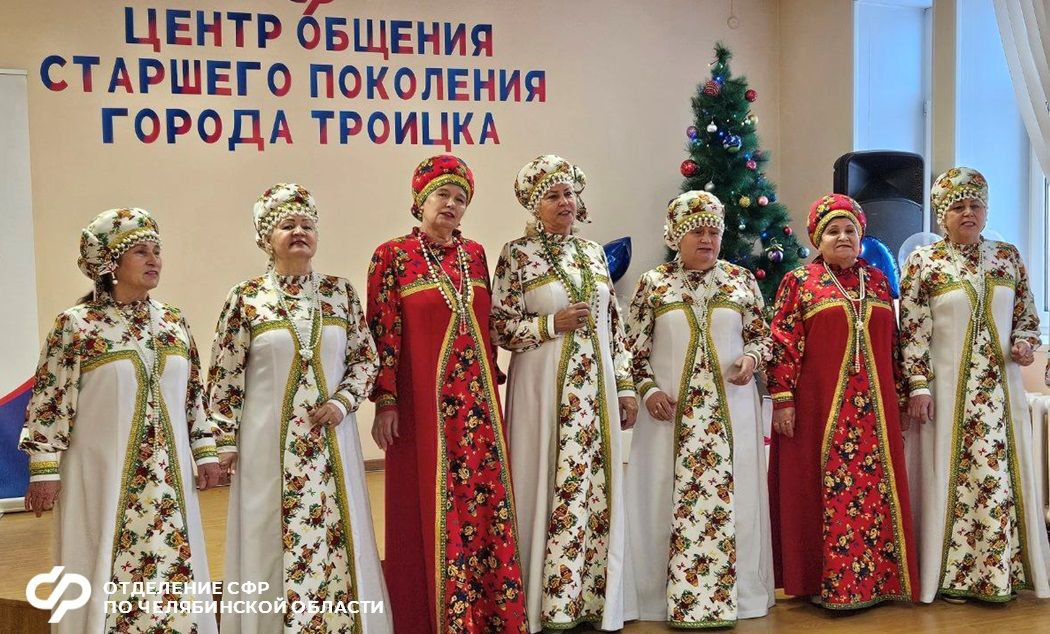 ЦЕНТР ОБЩЕНИЯ
СТАРШЕГО ПОКОЛЕНИЯ
ГОРОДА ТРОИЦКА
ОТДЕЛЕНИЕ СФР
ПО ЧЕЛЯБИНСКОЙ ОБЛАСТИ